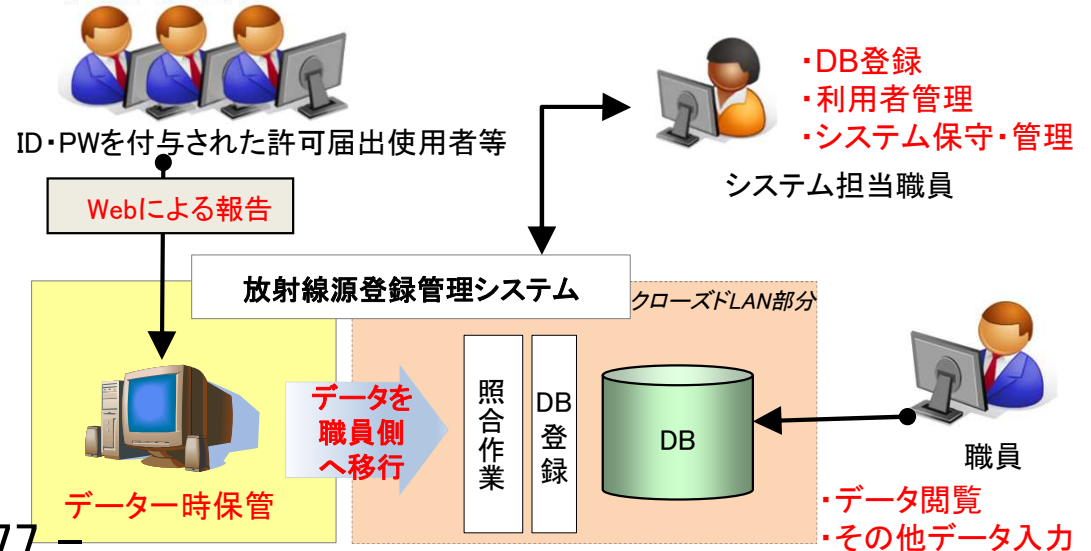 ID・PWを付与された許可届出使用者等
Webによる報告
・DB登録
・利用者管理
・システム保守・管理
システム担当職員
放射線源登録管理システム
クローズドLAN部分
データ一時保管
データを
職員側
へ移行
照合作業
DB登録
DB
職員
・データ閲覧
・その他データ入力
77 –